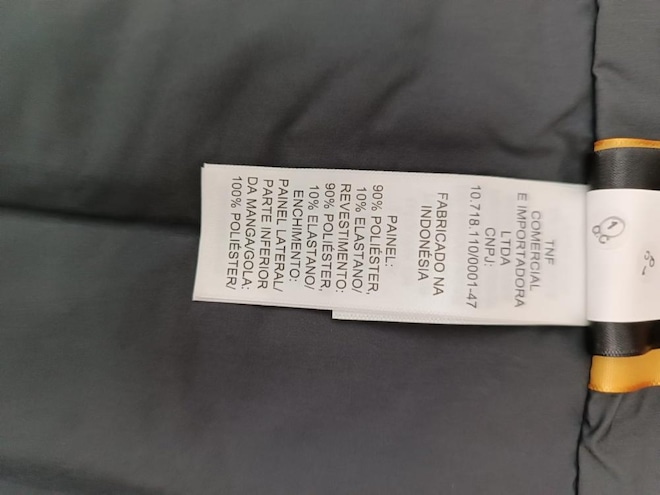 TNF
COMERCIAL
E IMPORTADORA
LTDA
CNPJ:
10.718.110/0001-47
FABRICADO NA
INDONÉSIA
PAINEL:
90% POLIÉSTER,
10% ELASTANO/
REVESTIMENTO:
90% POLIÉSTER,
10% ELASTANO/
ENCHIMENTO:
PAINEL LATERAL/
PARTE INFERIOR
DA MANGA/GOLA:
100% POLIÉSTER/